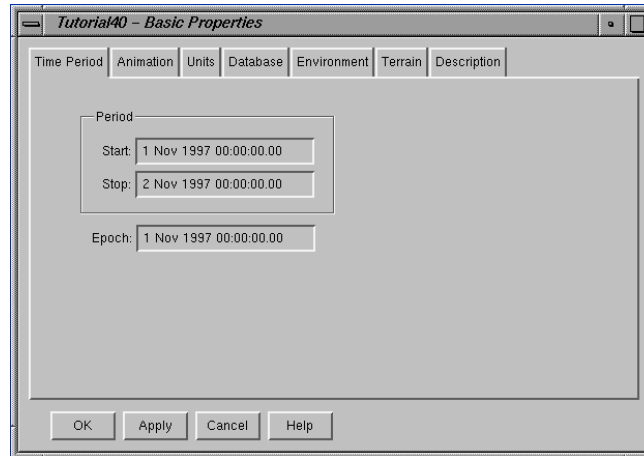 Tutorial40 – Basic Properties
Time Period Animation Units Database Environment Terrain Description
Period
Start: 1 Nov 1997 00:00:00.00
Stop: 2 Nov 1997 00:00:00.00
Epoch: 1 Nov 1997 00:00:00.00
OK Apply Cancel Help